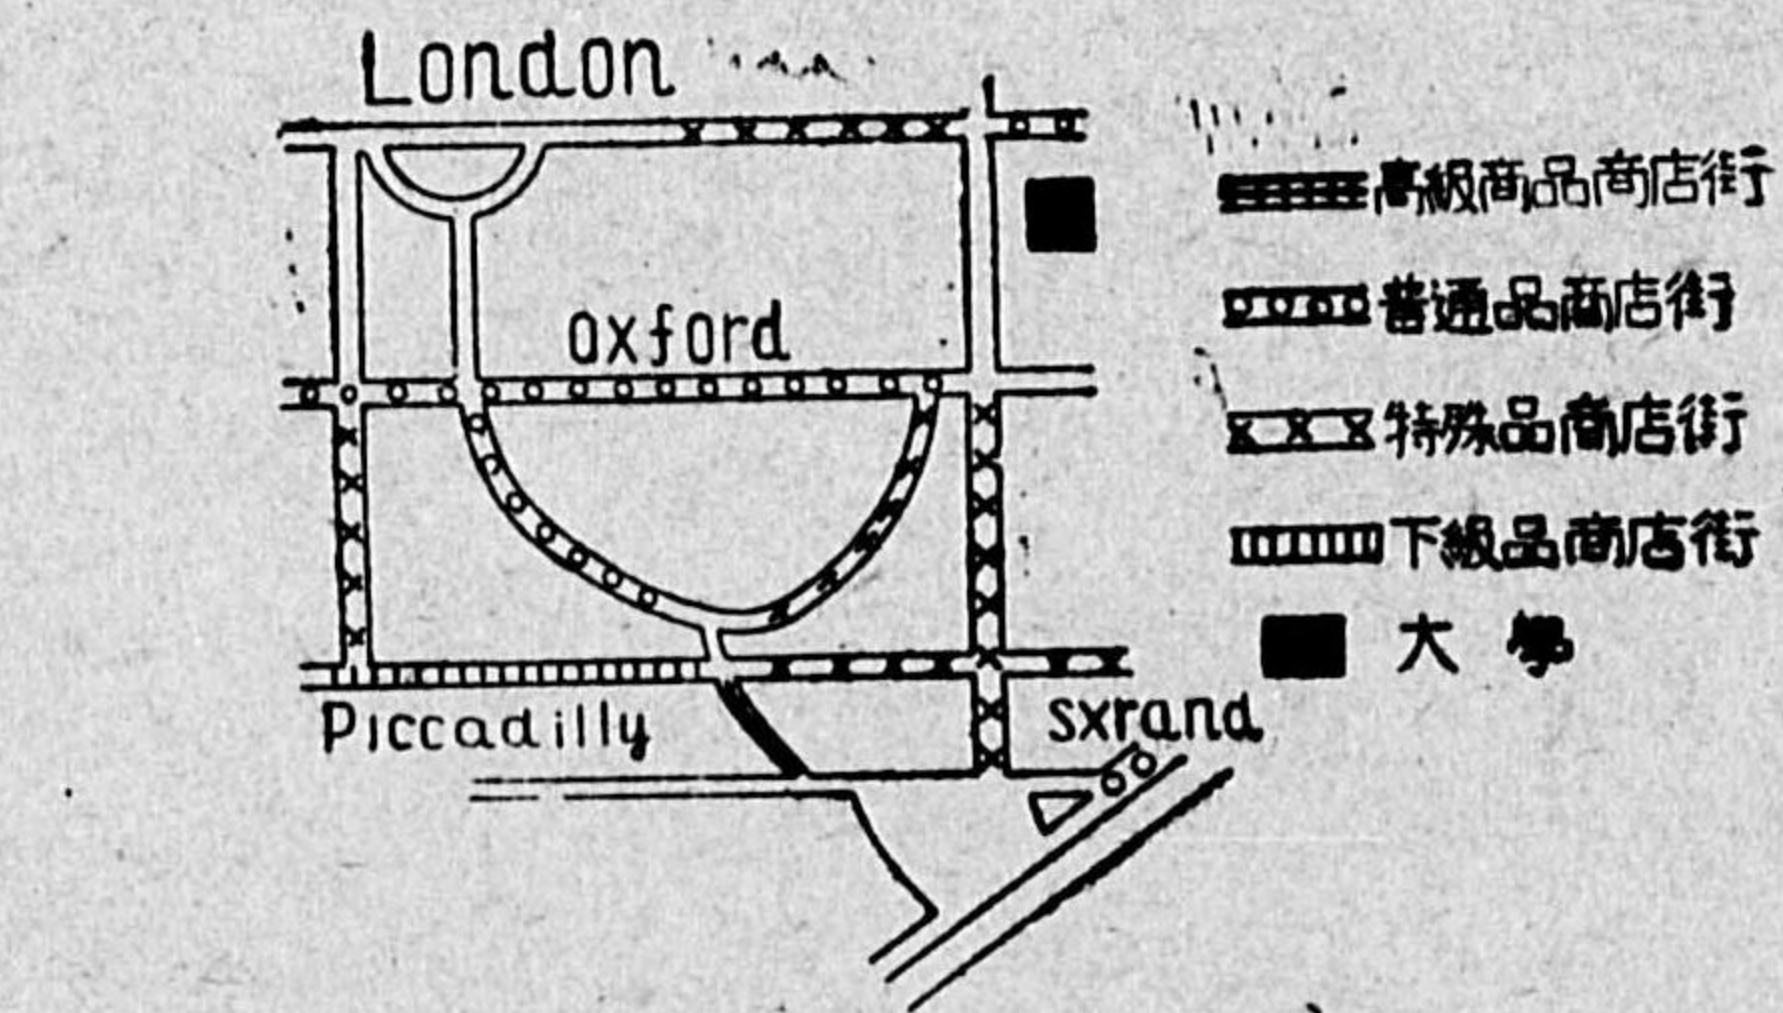 London
oxford
Piccadilly
sxrand
高級商品商店街
普通品商店街
特殊品商店街
下級品商店街
大學